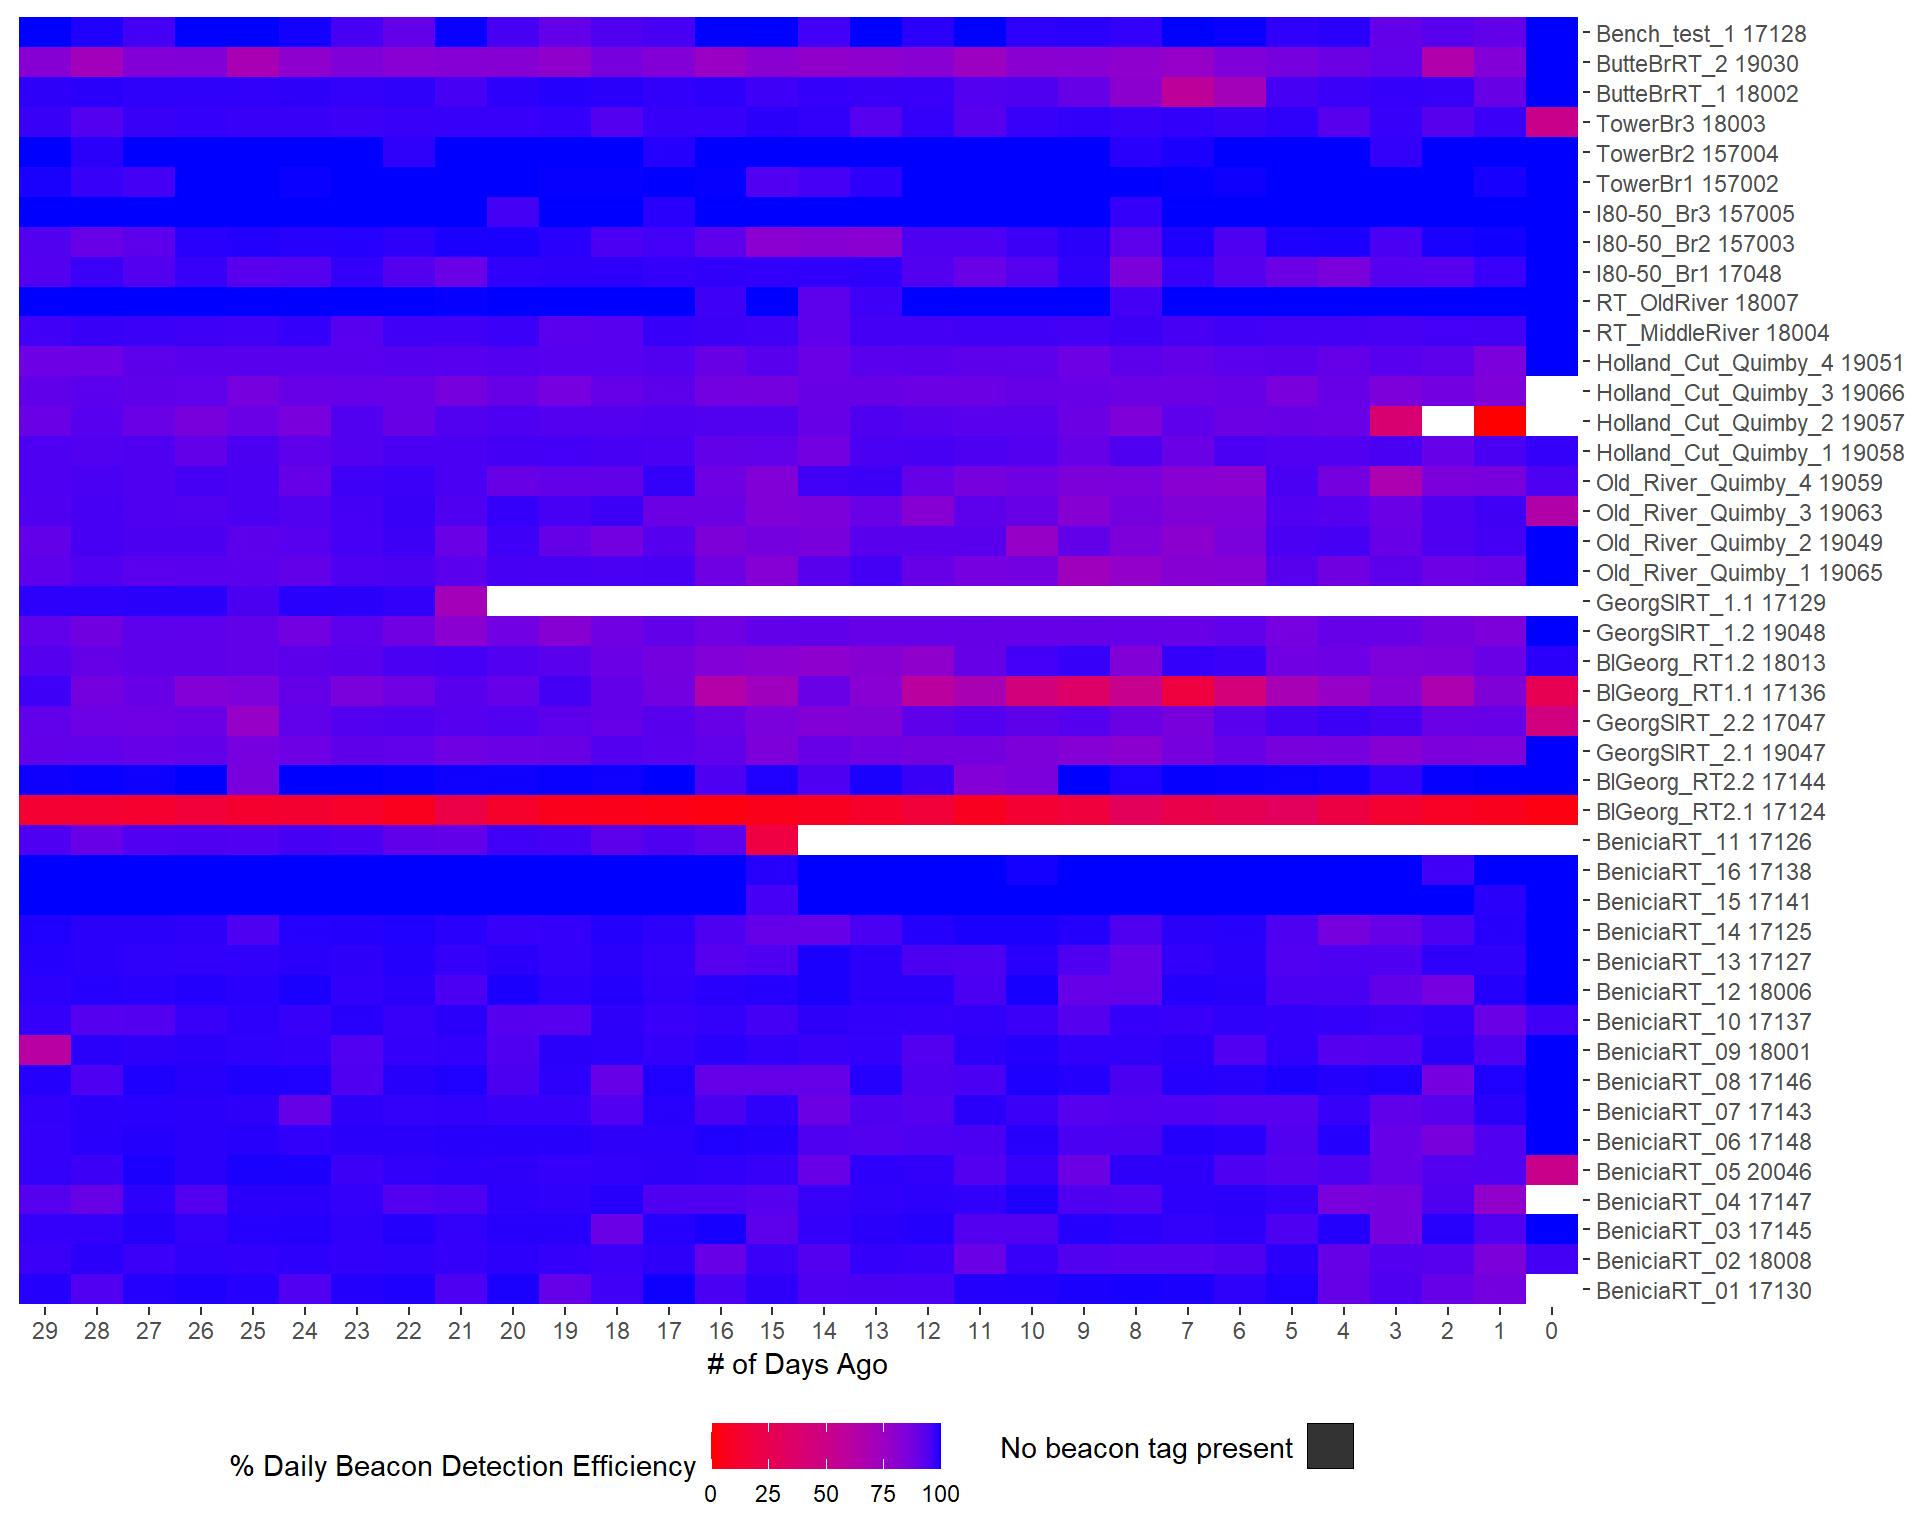 Bench_test_1 17128
ButteBrRT_2 19030
ButteBrRT_1 18002
TowerBr3 18003
TowerBr2 157004
TowerBr1 157002
I80-50_Br3 157005
I80-50_Br2 157003
I80-50_Br1 17048
RT_OldRiver 18007
RT_MiddleRiver 18004
Holland_Cut_Quimby_4 19051
Holland_Cut_Quimby_3 19066
Holland_Cut_Quimby_2 19057
Holland_Cut_Quimby_1 19058
Old_River_Quimby_4 19059
Old_River_Quimby_3 19063
Old_River_Quimby_2 19049
Old_River_Quimby_1 19065
GeorgSlRT_1.1 17129
GeorgSlRT_1.2 19048
BlGeorg_RT1.2 18013
BlGeorg_RT1.1 17136
GeorgSlRT_2.2 17047
GeorgSlRT_2.1 19047
BlGeorg_RT2.2 17144
BlGeorg_RT2.1 17124
BeniciaRT_11 17126
BeniciaRT_16 17138
BeniciaRT_15 17141
BeniciaRT_14 17125
BeniciaRT_13 17127
BeniciaRT_12 18006
BeniciaRT_10 17137
BeniciaRT_09 18001
BeniciaRT_08 17146
BeniciaRT_07 17143
BeniciaRT_06 17148
BeniciaRT_05 20046
BeniciaRT_04 17147
BeniciaRT_03 17145
BeniciaRT_02 18008
BeniciaRT_01 17130
29 28 27 26 25 24 23 22 21 20 19 18 17 16 15 14 13 12 11 10 9 8 7 6 5 4 3 2 1 0
# of Days Ago
% Daily Beacon Detection Efficiency
0 25 50 75 100
No beacon tag present